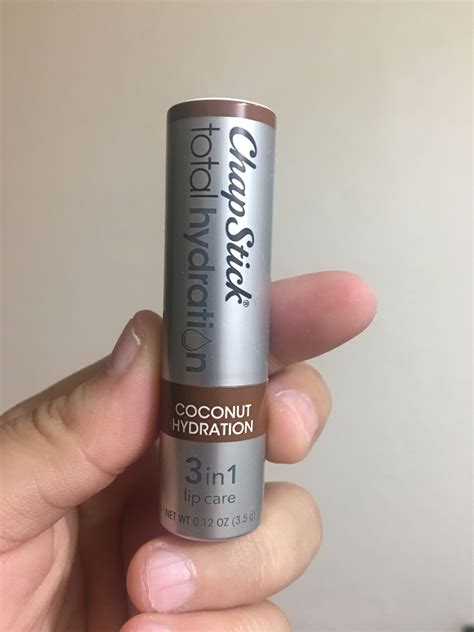 ChapStick®
total hydration
COCONUT
HYDRATION
3 in 1
lip care
NET WT 0.12 OZ (3.5 g)